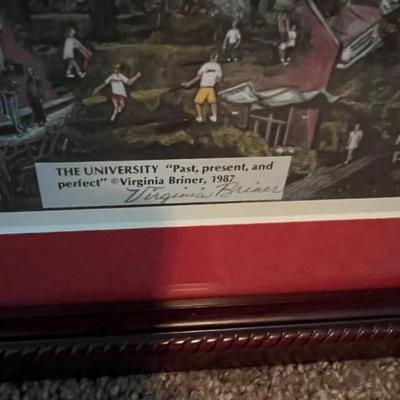 THE UNIVERSITY "Past, present, and
perfect" ©Virginia Briner, 1987
Virginia Briner